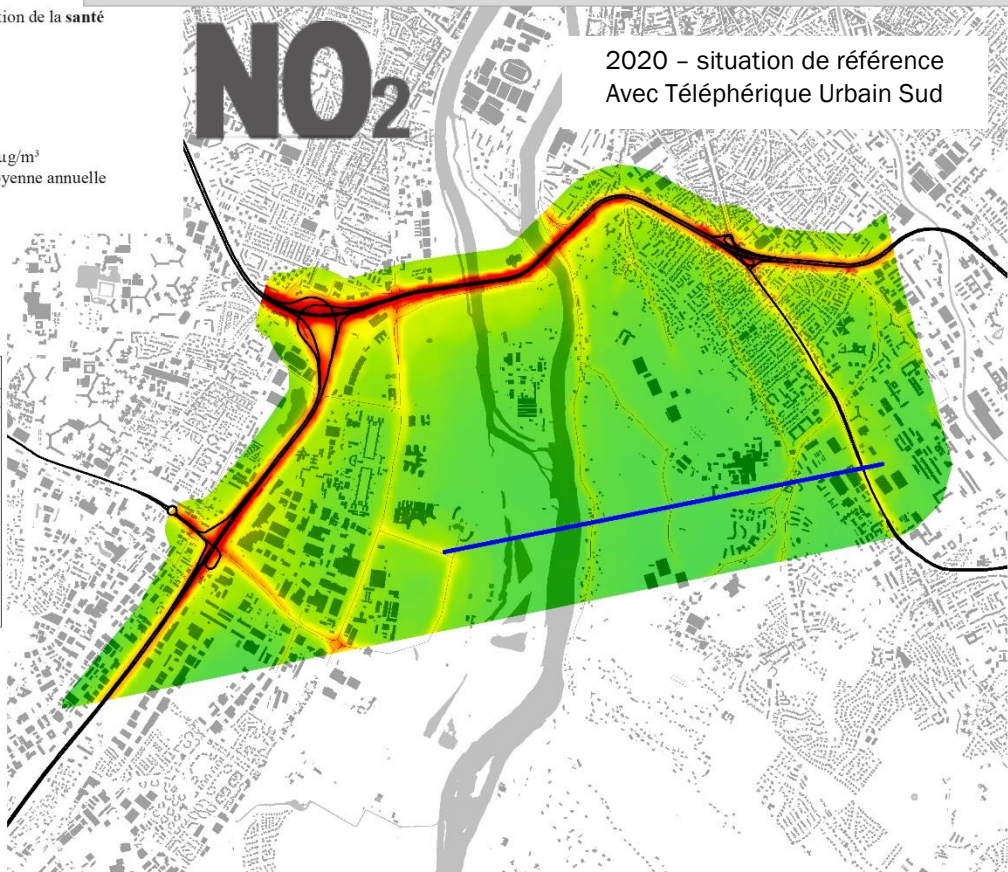 tion de la santé
NO2
2020 – situation de référence
Avec Téléphérique Urbain Sud
µg/m³
yenne annuelle